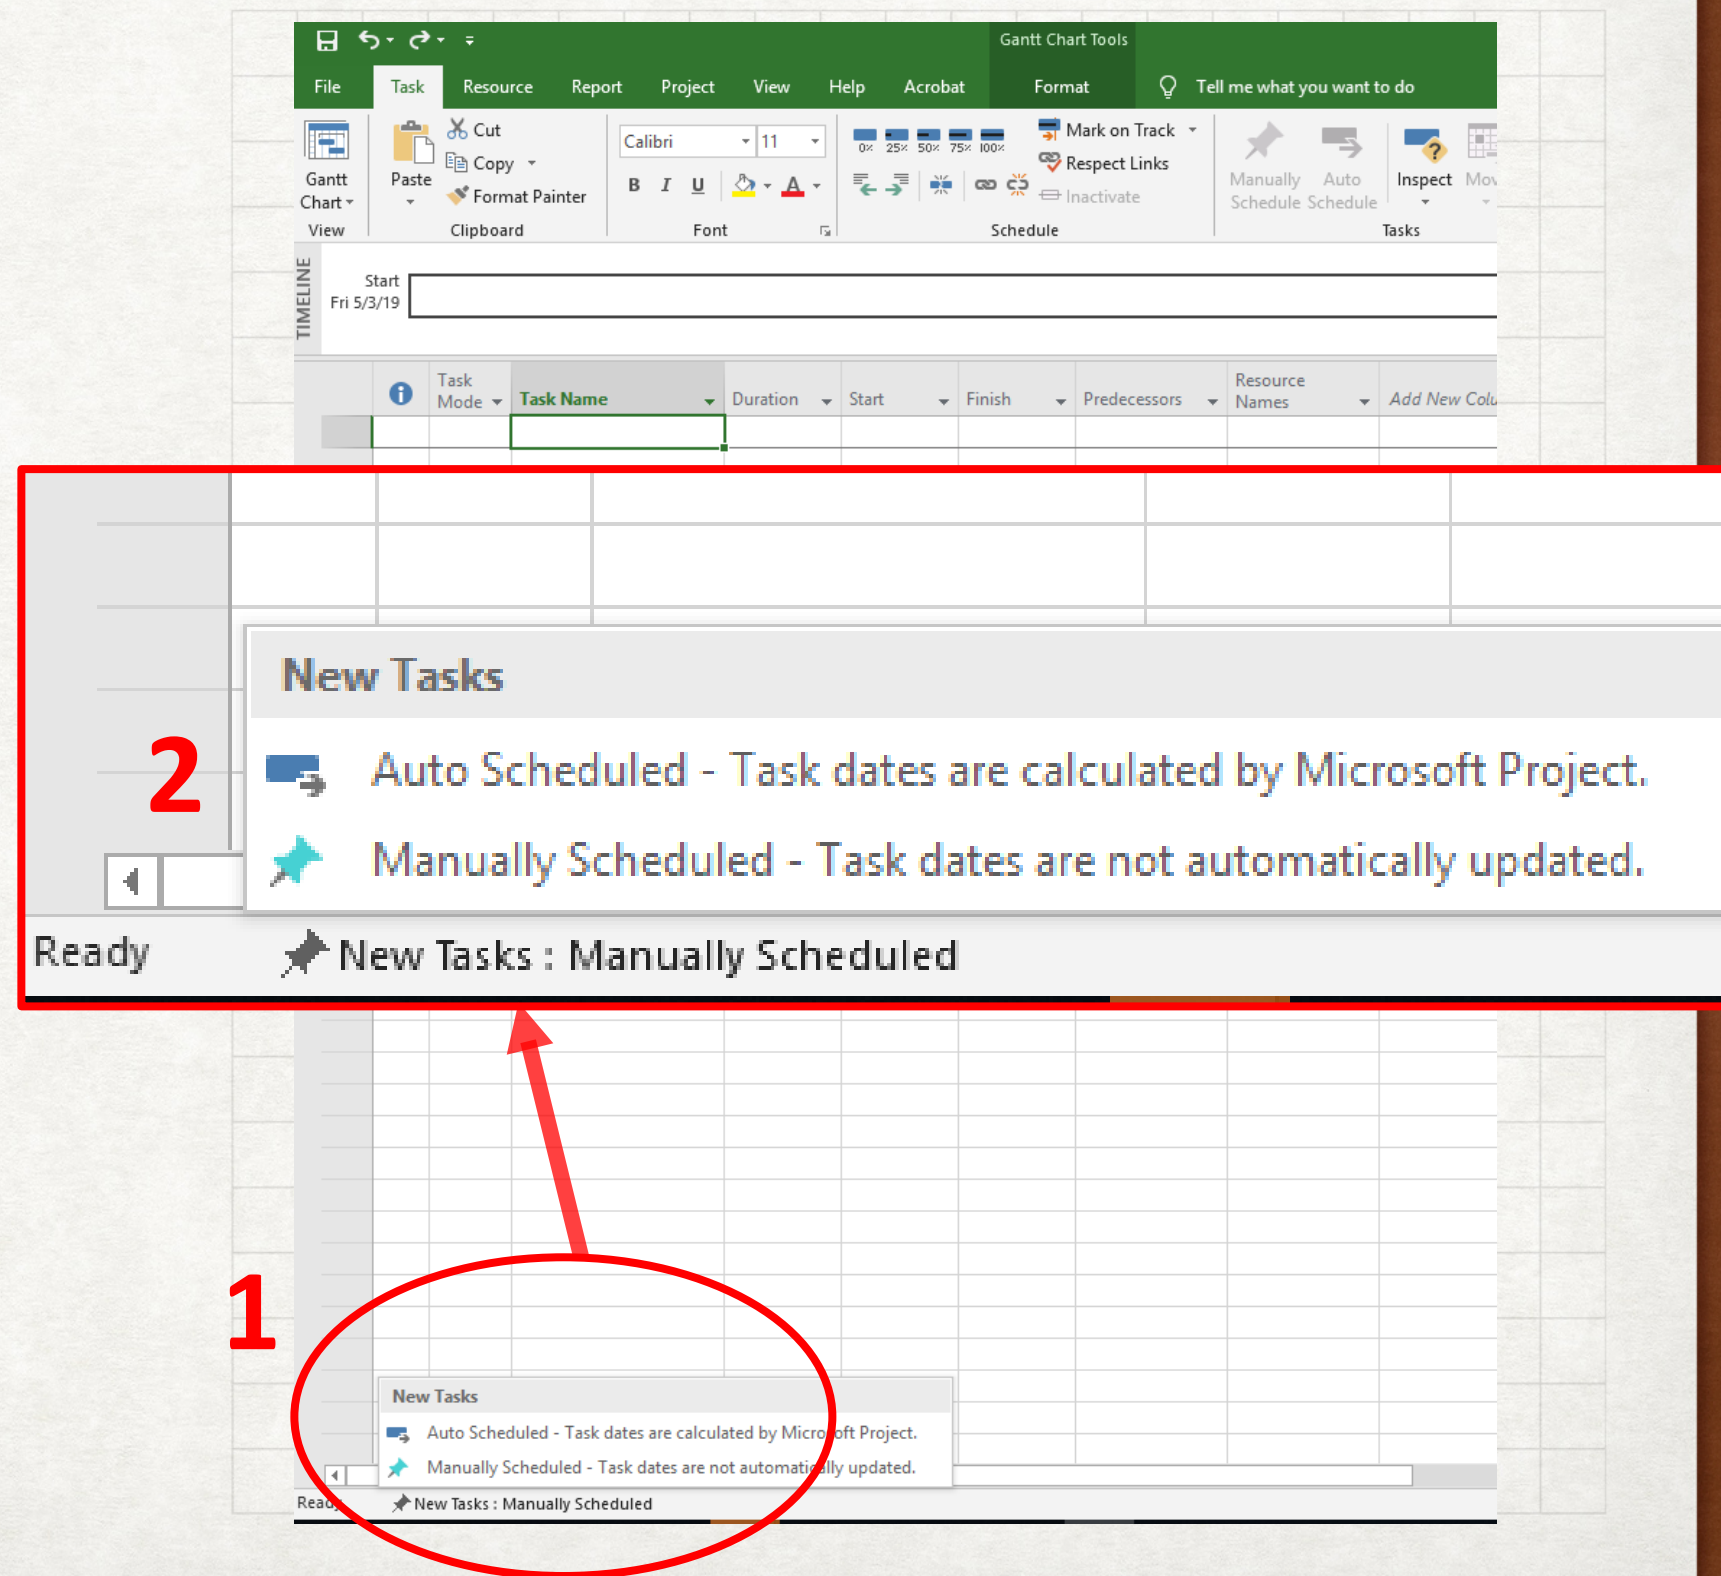 Gantt Chart Tools
File Task Resource Report Project View Help Acrobat Format Tell me what you want to do
Gantt Chart
Paste
Cut
Copy
Format Painter
Calibri 11
B I U A
0% 25% 50% 75% 100%
Mark on Track
Respect Links
Inactivate
Manually Schedule
Auto Schedule
Inspect
Mov
View Clipboard Font Schedule Tasks
TIMELINE
Start
Fri 5/3/19
Task Mode
Task Name
Duration
Start
Finish
Predecessors
Resource Names
Add New Colu
2
New Tasks
Auto Scheduled - Task dates are calculated by Microsoft Project.
Manually Scheduled - Task dates are not automatically updated.
Ready New Tasks : Manually Scheduled
1
New Tasks
Auto Scheduled - Task dates are calculated by Microsoft Project.
Manually Scheduled - Task dates are not automatically updated.
Ready New Tasks : Manually Scheduled